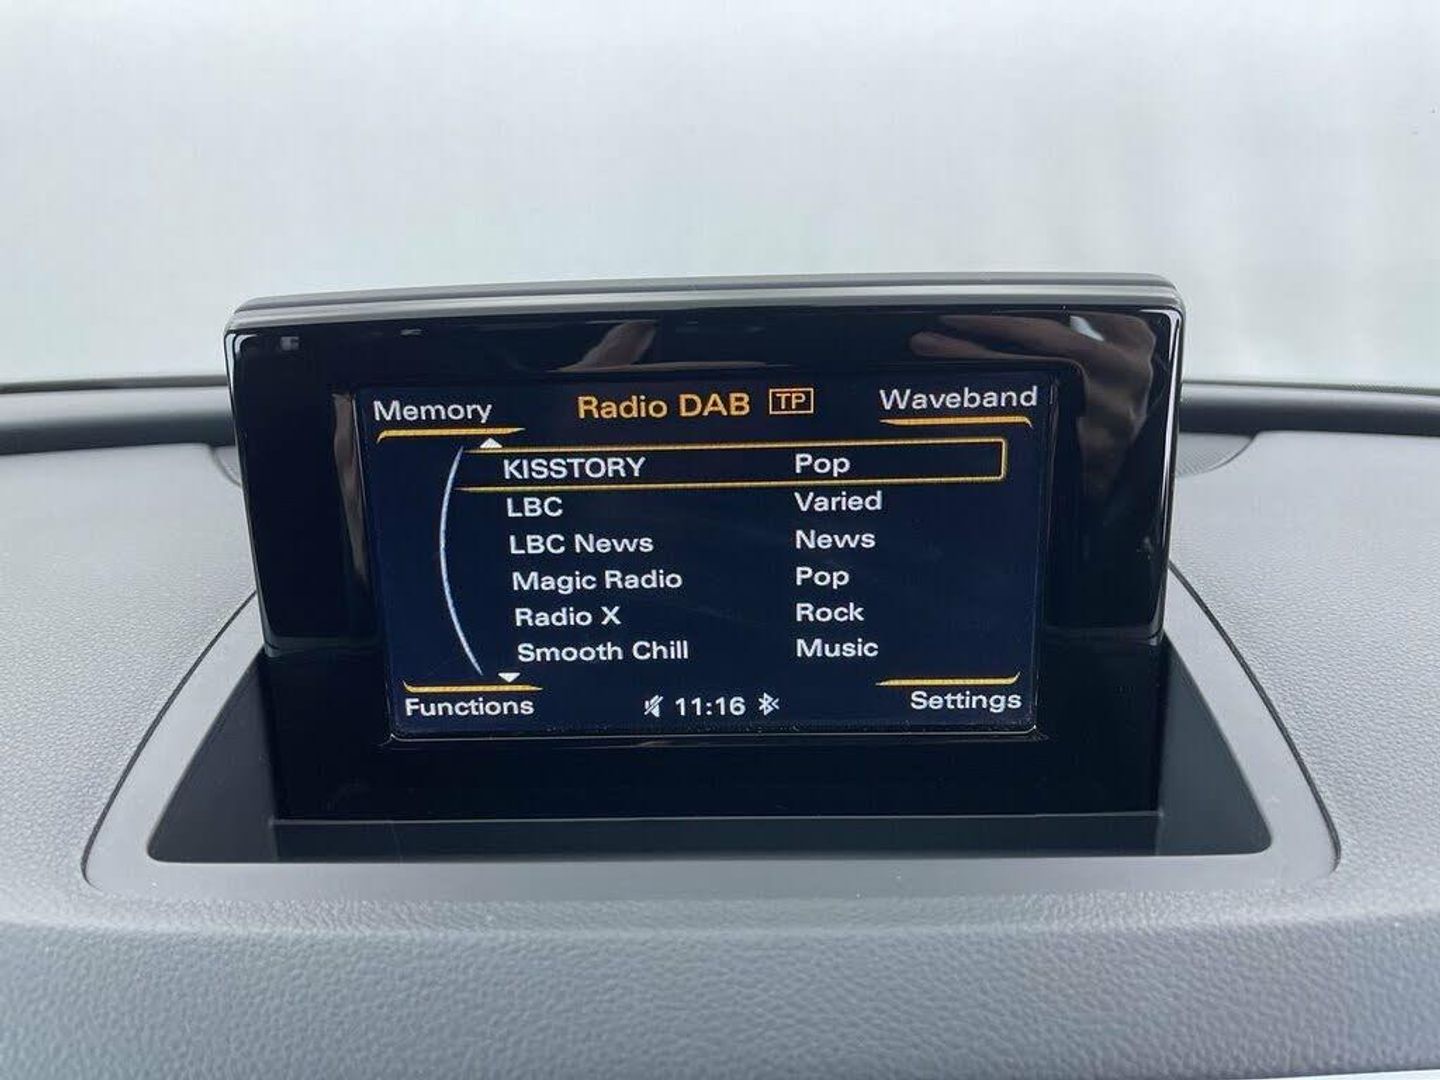 Memory Radio DAB TP Waveband
KISSTORY Pop
LBC Varied
LBC News News
Magic Radio Pop
Radio X Rock
Smooth Chill Music
Functions 11:16 Settings